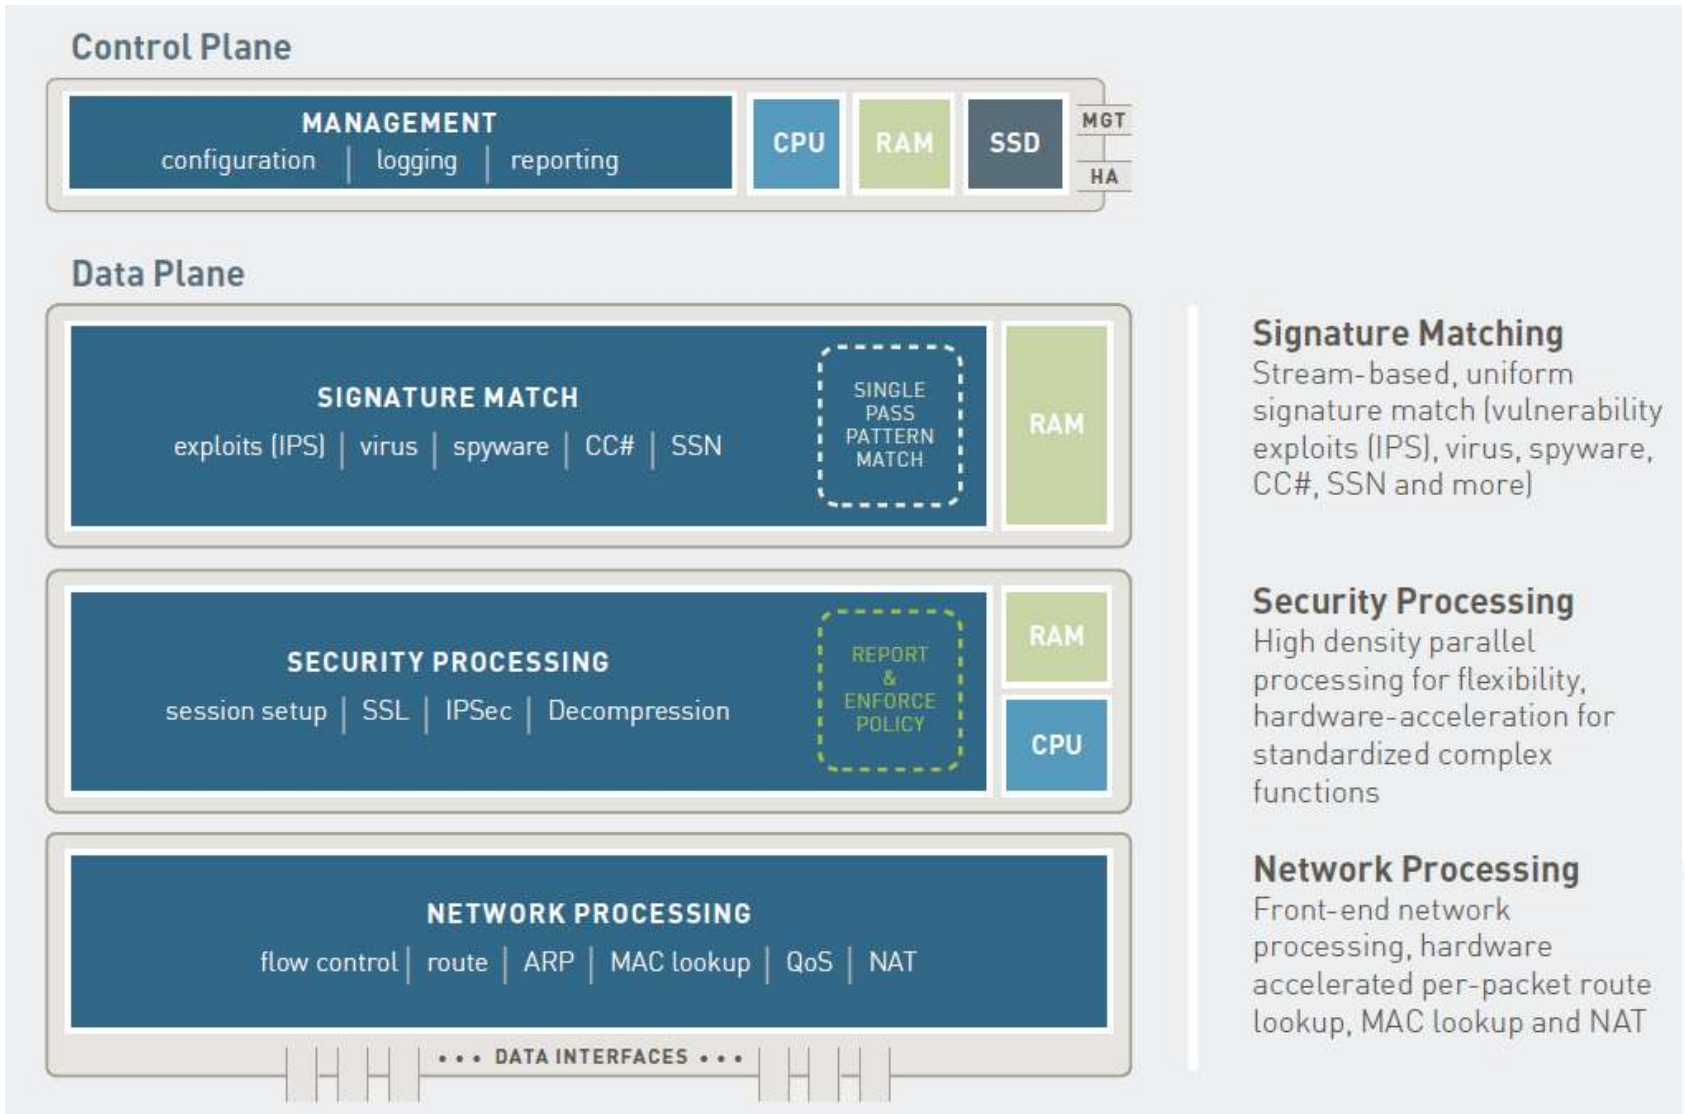 Control Plane
MANAGEMENT
configuration | logging | reporting
CPU
RAM
SSD
MGT
HA
Data Plane
SIGNATURE MATCH
exploits (IPS) | virus | spyware | CC# | SSN
SINGLE
PASS
PATTERN
MATCH
RAM
Signature Matching
Stream-based, uniform
signature match (vulnerability
exploits (IPS), virus, spyware,
CC#, SSN and more)
SECURITY PROCESSING
session setup | SSL | IPSec | Decompression
REPORT
&
ENFORCE
POLICY
RAM
CPU
Security Processing
High density parallel
processing for flexibility,
hardware-acceleration for
standardized complex
functions
NETWORK PROCESSING
flow control | route | ARP | MAC lookup | QoS | NAT
••• DATA INTERFACES •••
Network Processing
Front-end network
processing, hardware
accelerated per-packet route
lookup, MAC lookup and NAT